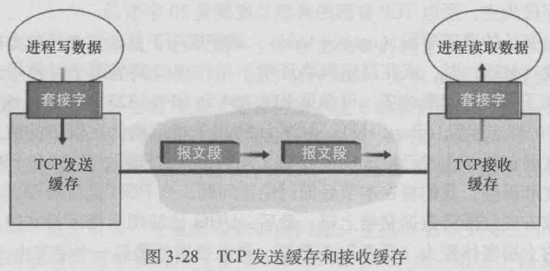 进程写数据
进程读取数据
套接字
套接字
TCP发送
缓存
报文段
报文段
TCP接收
缓存
图 3-28 TCP 发送缓存和接收缓存